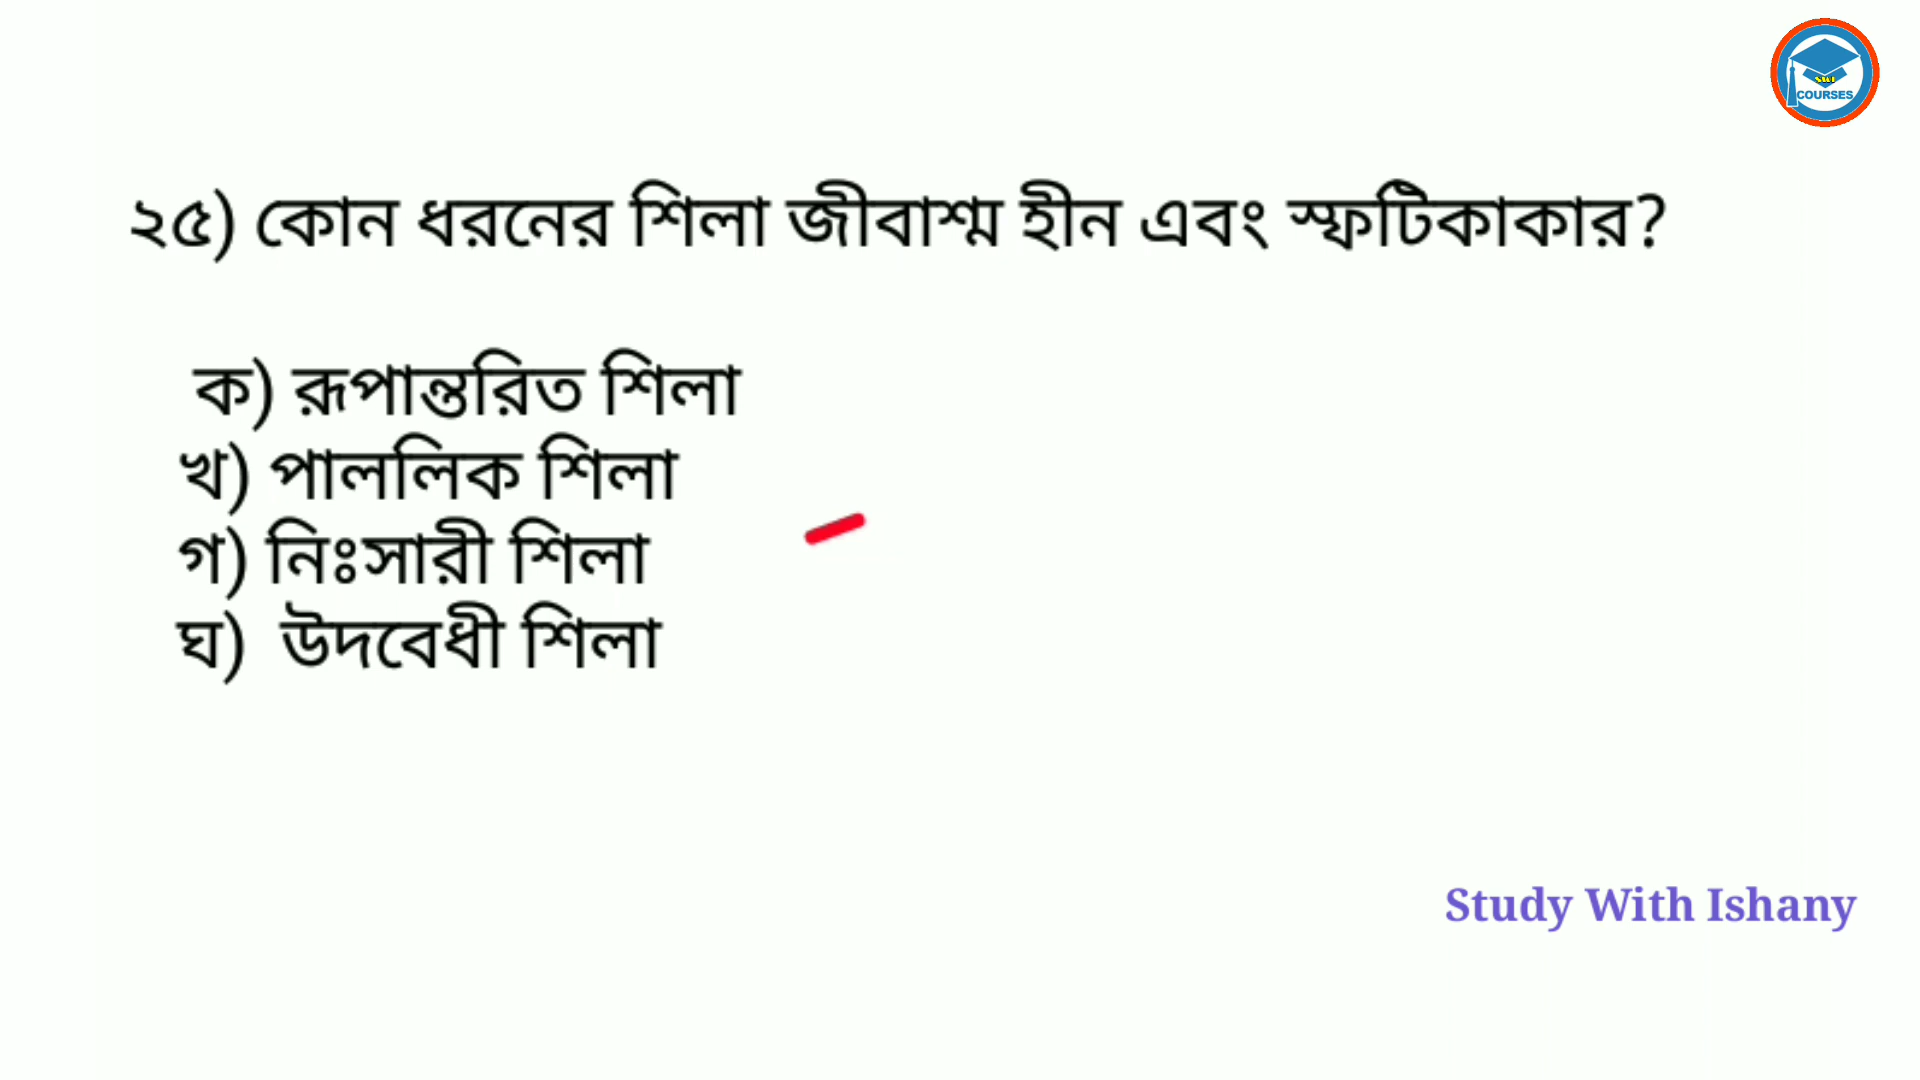 COURSES
২৫) কোন ধরনের শিলা জীবাশ্ম হীন এবং স্ফটিকাকার?
ক) রূপান্তরিত শিলা
খ) পাললিক শিলা
গ) নিঃসারী শিলা
ঘ) উদবেধী শিলা
Study With Ishany